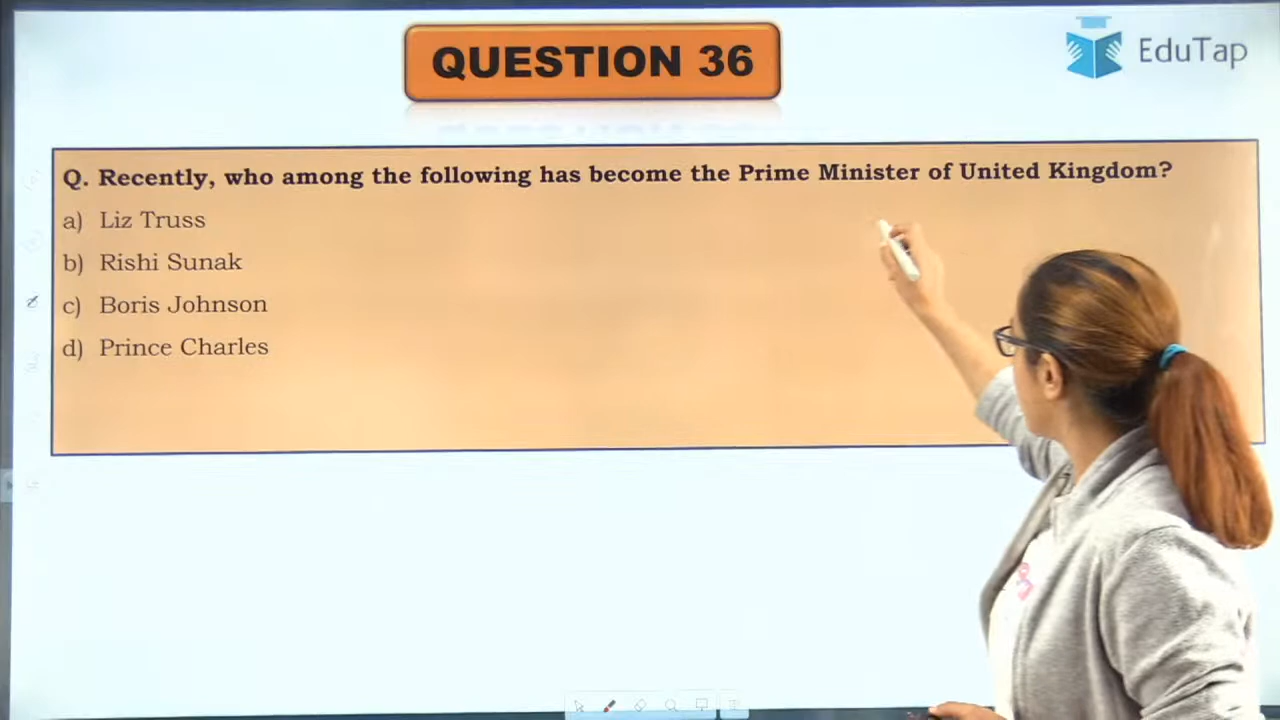 QUESTION 36
EduTap
Q. Recently, who among the following has become the Prime Minister of United Kingdom?
a) Liz Truss
b) Rishi Sunak
c) Boris Johnson
d) Prince Charles